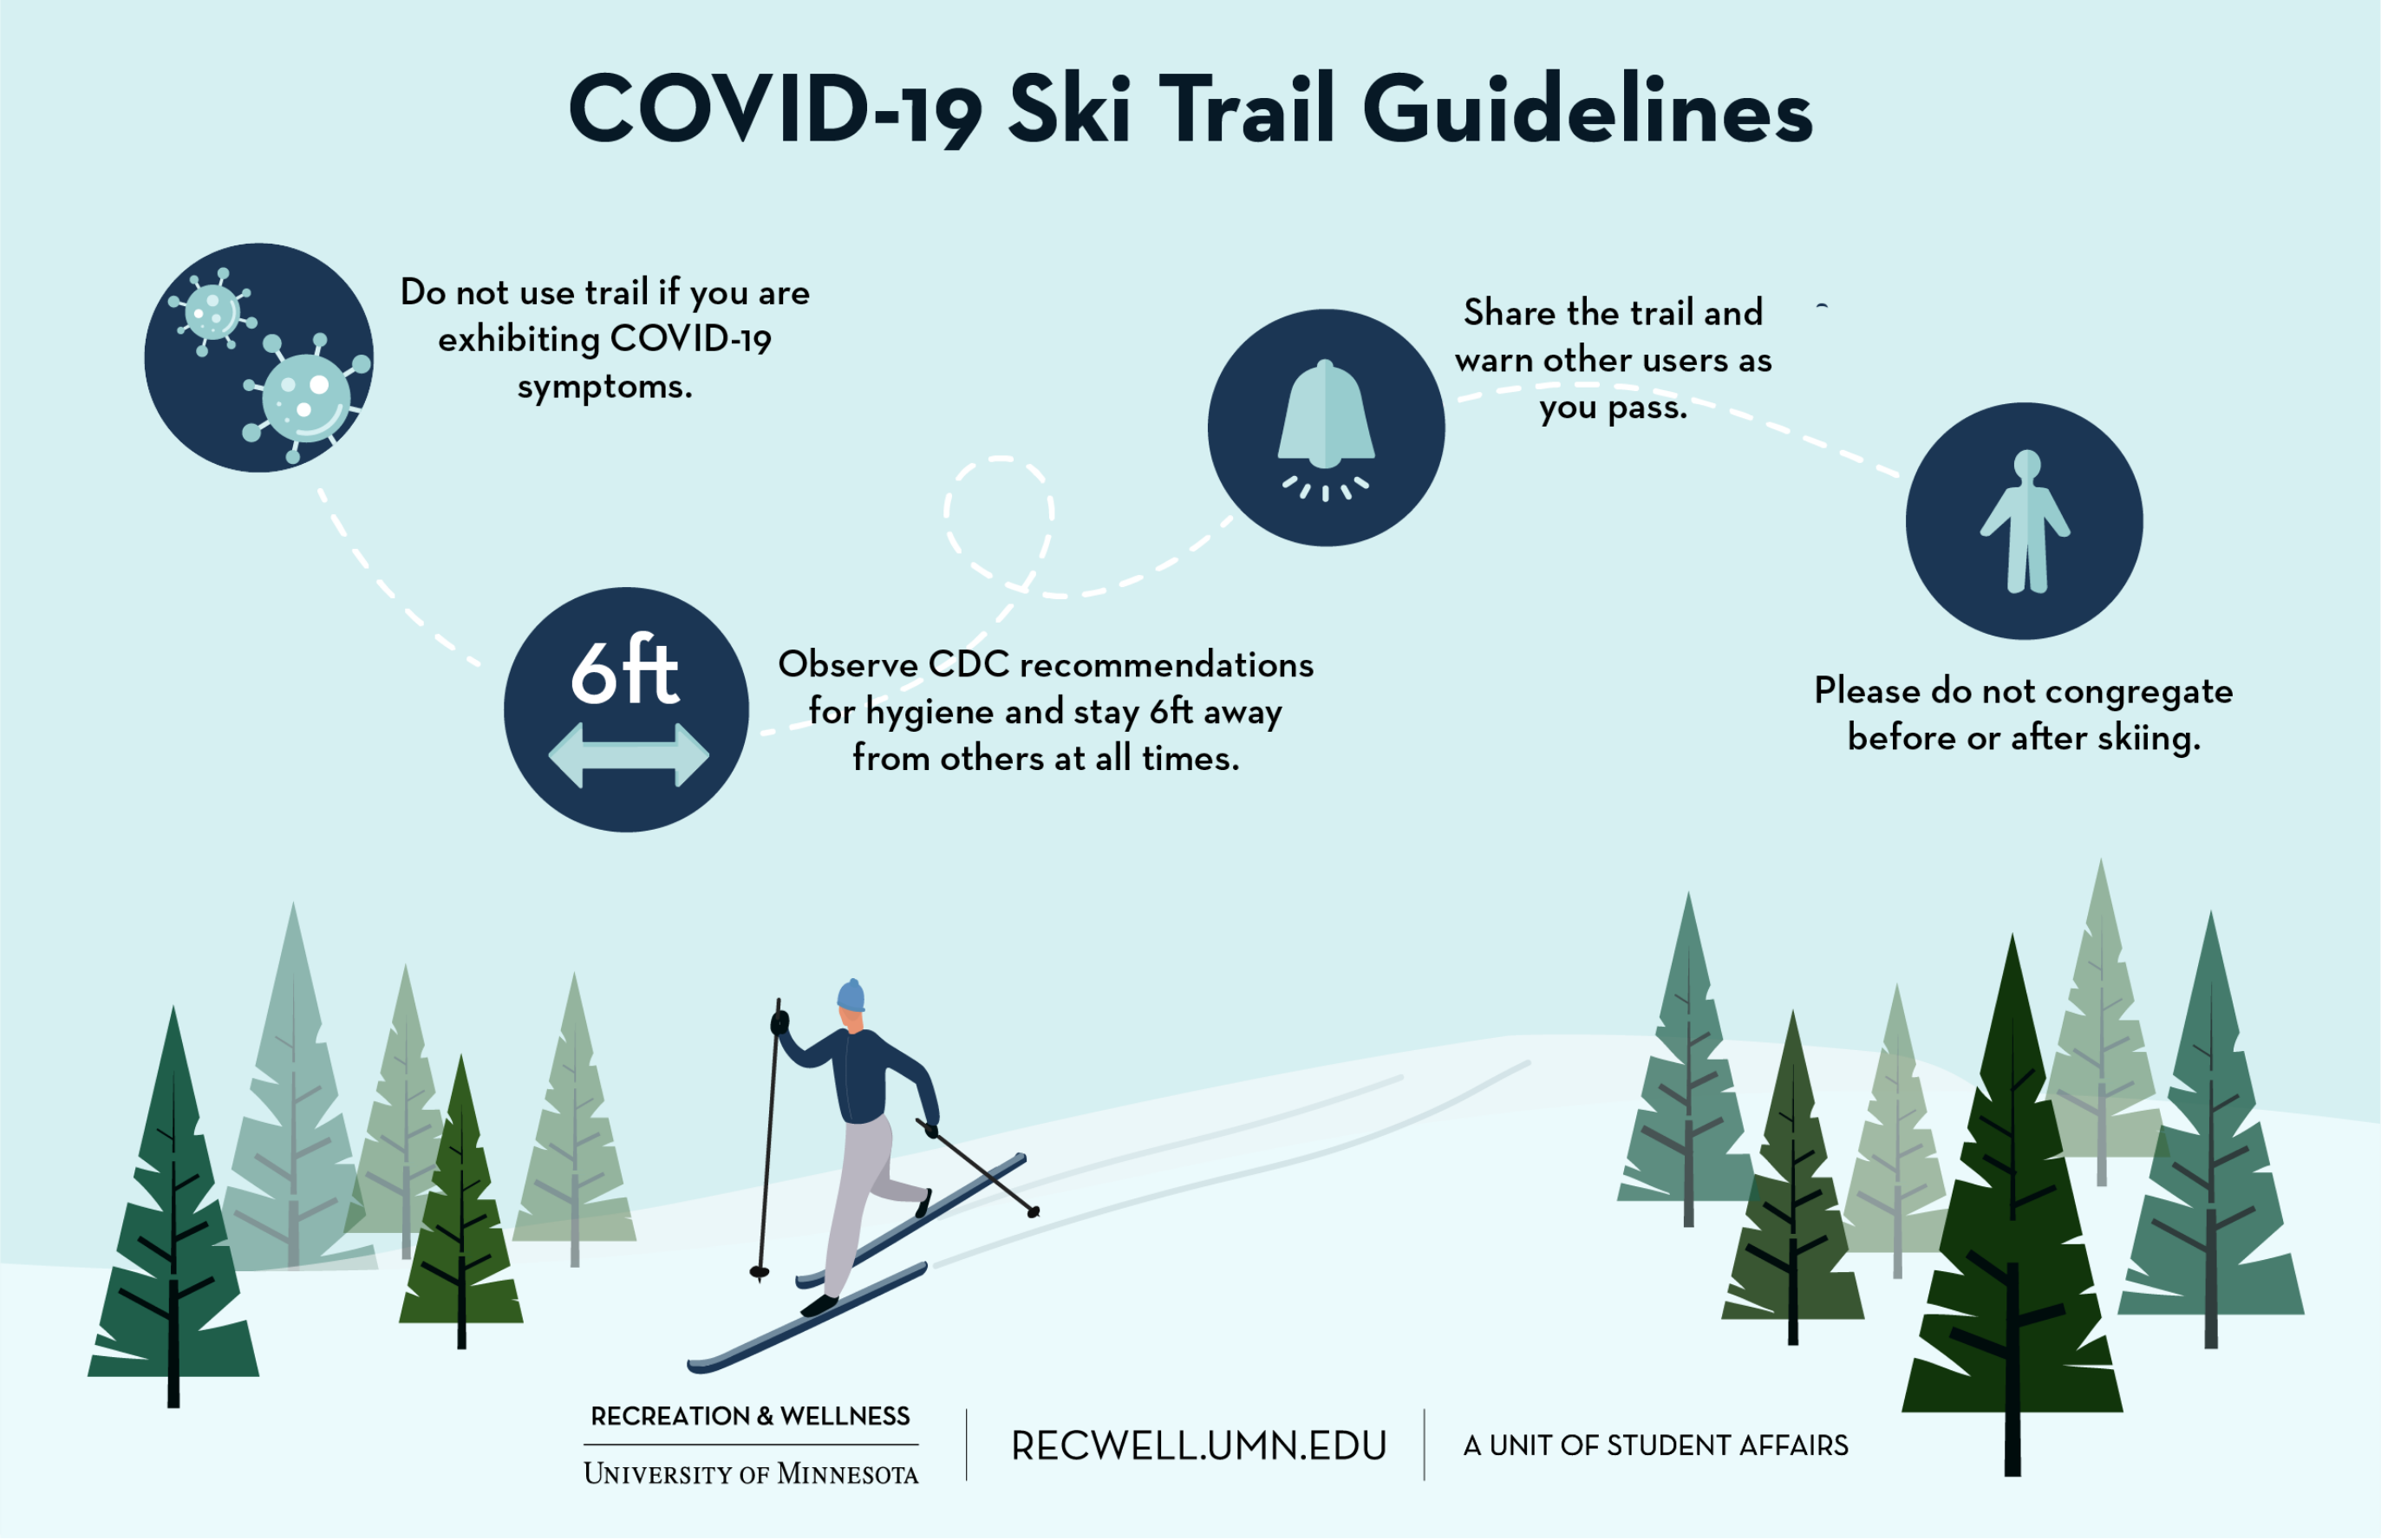 COVID-19 Ski Trail Guidelines
Do not use trail if you are
exhibiting COVID-19
symptoms.
6ft
Observe CDC recommendations
for hygiene and stay 6ft away
from others at all times.
Share the trail and
warn other users as
you pass.
Please do not congregate
before or after skiing.
RECREATION & WELLNESS
UNIVERSITY OF MINNESOTA
RECWELL.UMN.EDU
A UNIT OF STUDENT AFFAIRS